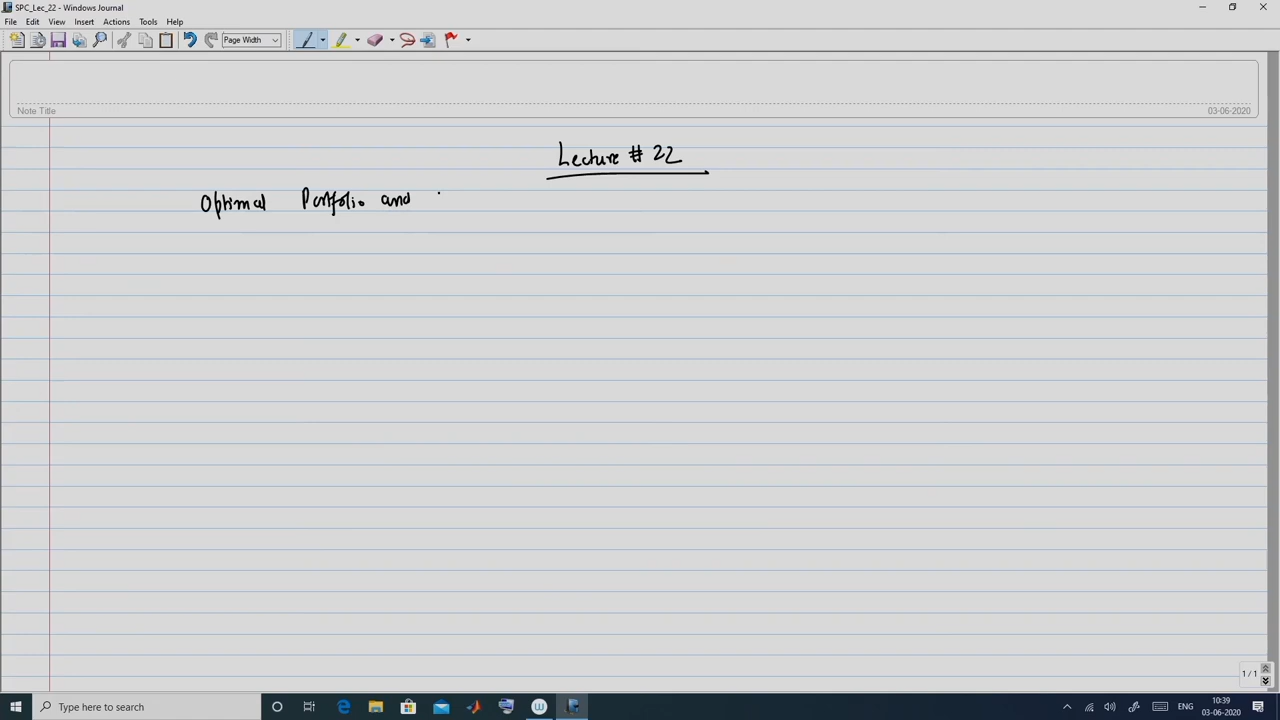 SPC_Lec_22 - Windows Journal
File Edit View Insert Actions Tools Help
Page Width
Note Title
03-06-2020
Lecture # 22
Optimal Portfolio and
1 / 1
Type here to search
ENG
10:39
03-06-2020